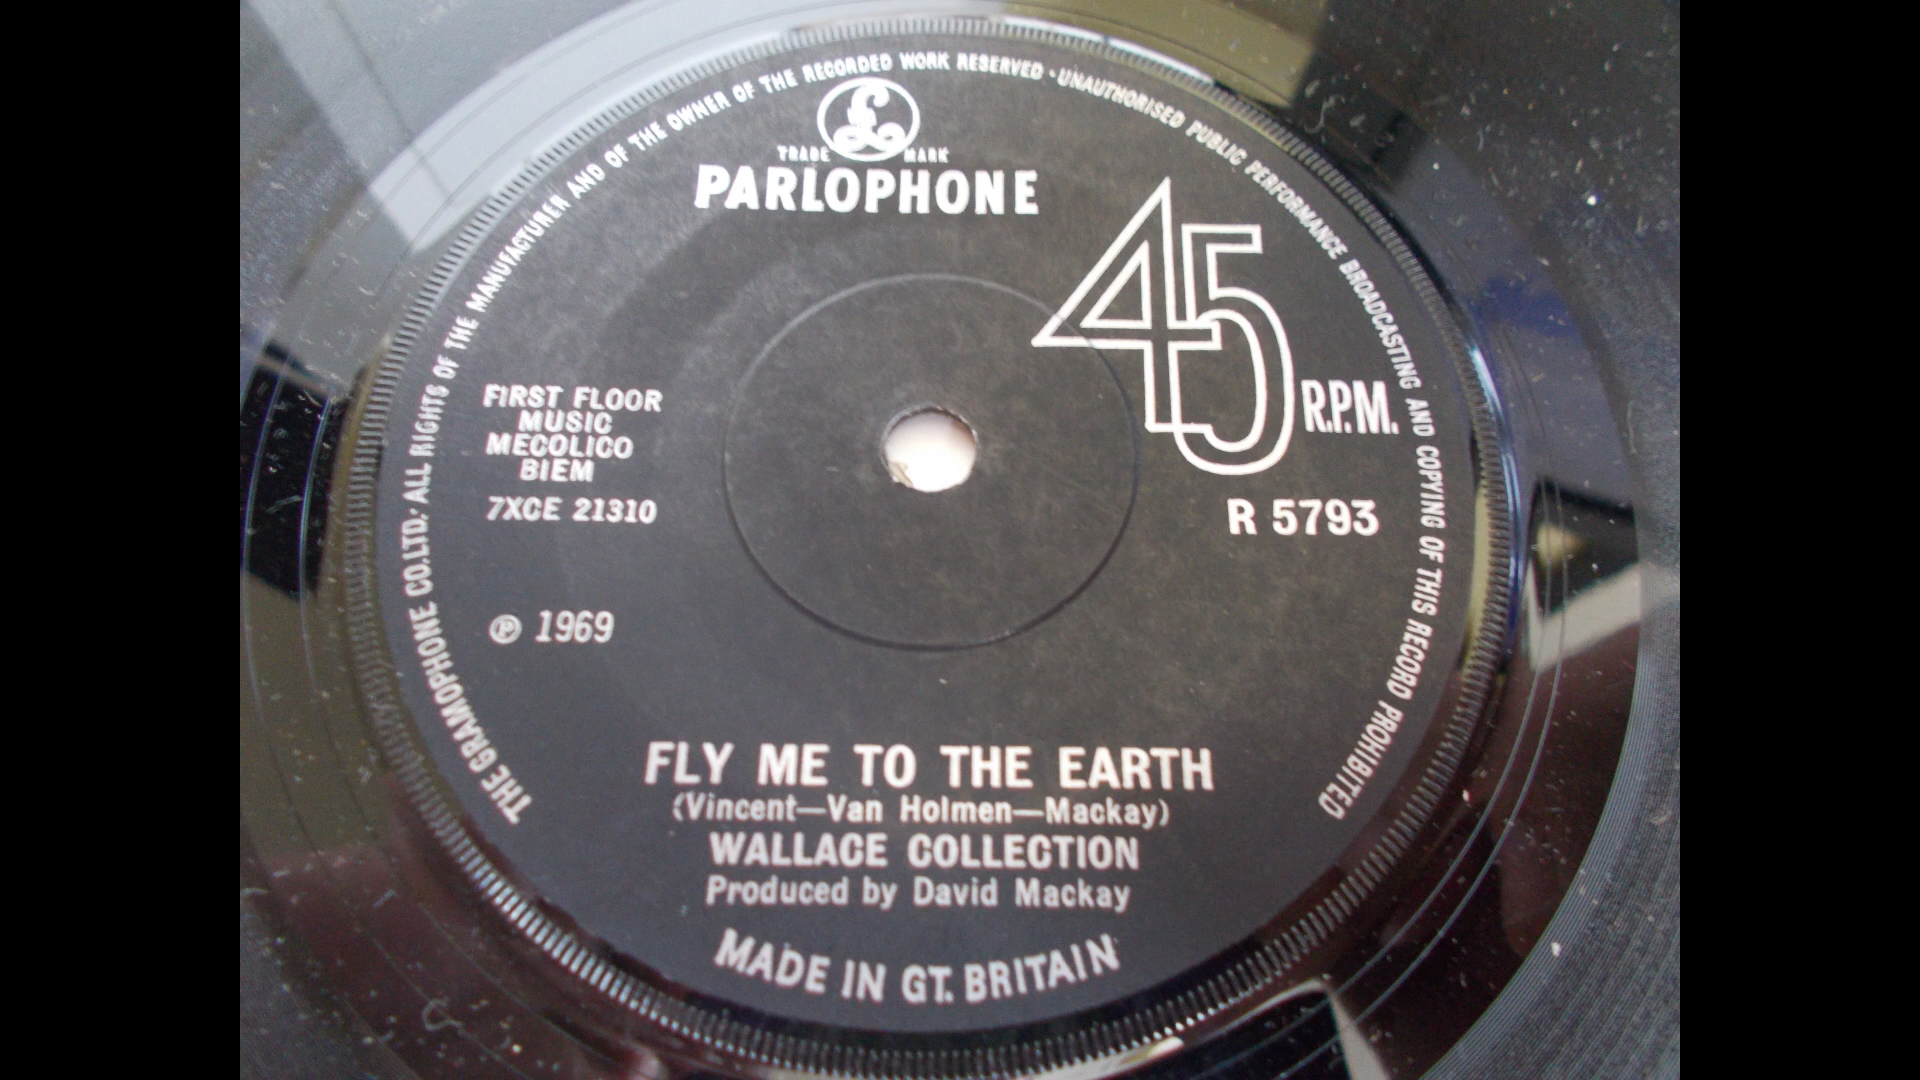 THE GRAMOPHONE CO.LTD. · ALL RIGHTS OF THE MANUFACTURER AND OF THE OWNER OF THE RECORDED WORK RESERVED · UNAUTHORISED PUBLIC PERFORMANCE BROADCASTING AND COPYING OF THIS RECORD PROHIBITED
£
TRADE MARK
PARLOPHONE
45 R.P.M.
FIRST FLOOR
MUSIC
MECOLICO
BIEM
7XCE 21310
R 5793
℗ 1969
FLY ME TO THE EARTH
(Vincent—Van Holmen—Mackay)
WALLACE COLLECTION
Produced by David Mackay
MADE IN GT. BRITAIN